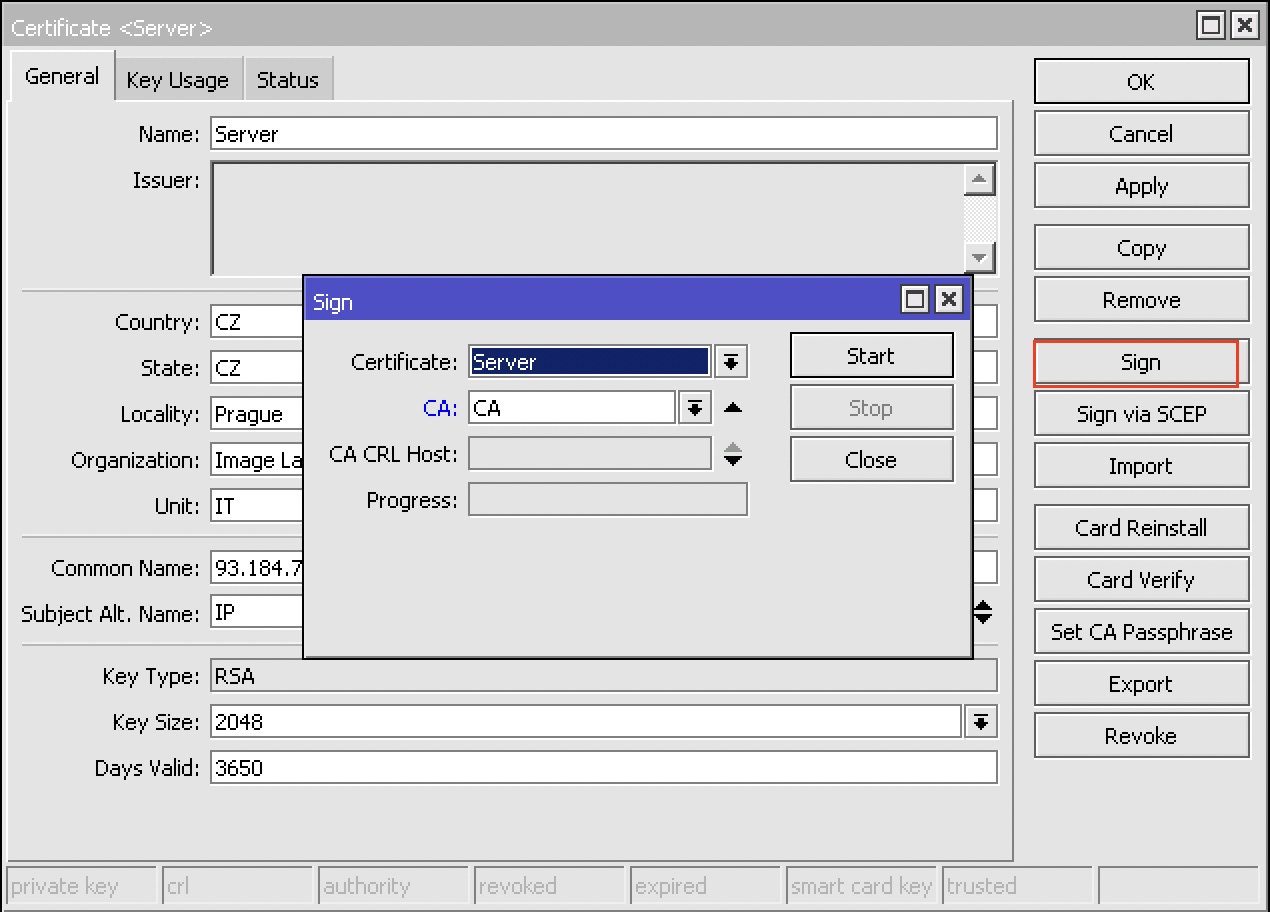 Certificate <Server>
General Key Usage Status
OK
Name: Server
Cancel
Issuer:
Apply
Copy
Remove
Sign
Country: CZ
State: CZ
Locality: Prague
Organization: Image La
Unit: IT
Certificate: Server
Start
CA: CA
Stop
CA CRL Host:
Close
Progress:
Sign
Sign via SCEP
Import
Card Reinstall
Common Name: 93.184.7
Card Verify
Subject Alt. Name: IP
Set CA Passphrase
Key Type: RSA
Export
Key Size: 2048
Revoke
Days Valid: 3650
private key crl authority revoked expired smart card key trusted